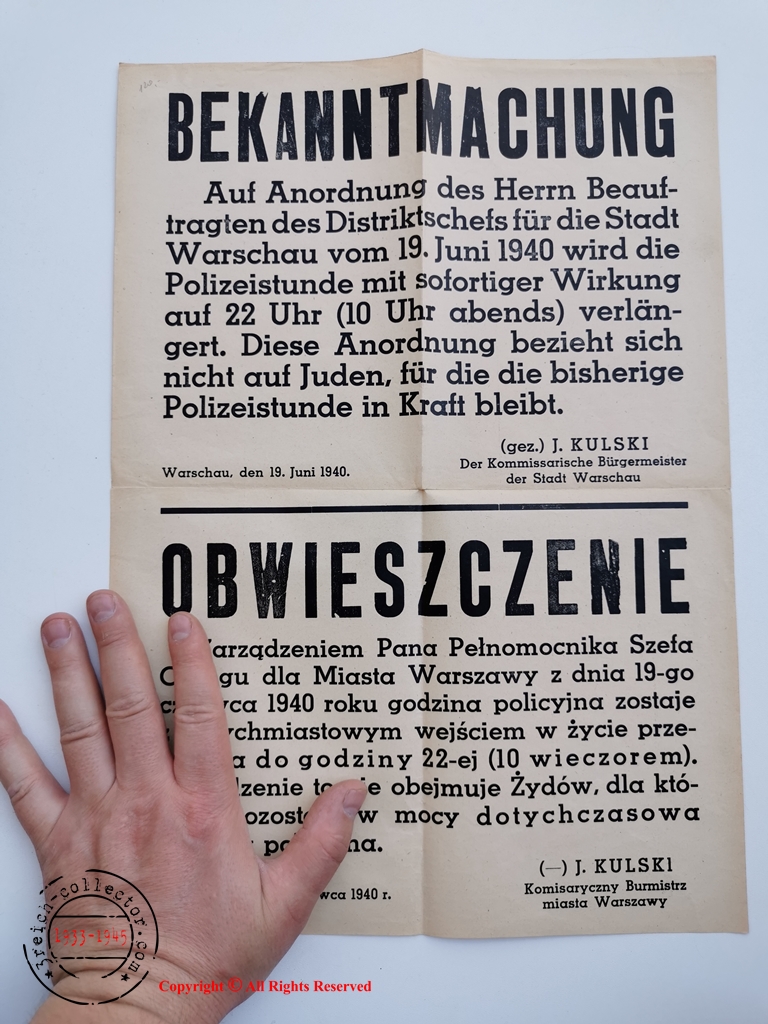 120.-
BEKANNTMACHUNG
Auf Anordnung des Herrn Beauf-
tragten des Distriktschefs für die Stadt
Warschau vom 19. Juni 1940 wird die
Polizeistunde mit sofortiger Wirkung
auf 22 Uhr (10 Uhr abends) verlän-
gert. Diese Anordnung bezieht sich
nicht auf Juden, für die die bisherige
Polizeistunde in Kraft bleibt.
(gez.) J. KULSKI
Der Kommissarische Bürgermeister
der Stadt Warschau
Warschau, den 19. Juni 1940.
OBWIESZCZENIE
Pana Pełnomocnika Szefa
dla Miasta Warszawy z dnia 19-go
1940 roku godzina policyjna zostaje
wejściem w życie prze-
do godziny 22-ej (10 wieczorem).
obejmuje Żydów, dla któ-
w mocy dotychczasowa
(—) J. KULSKI
Komisaryczny Burmistrz
miasta Warszawy
1940 r.
3reich-collector.com
1933-1945
Copyright © All Rights Reserved